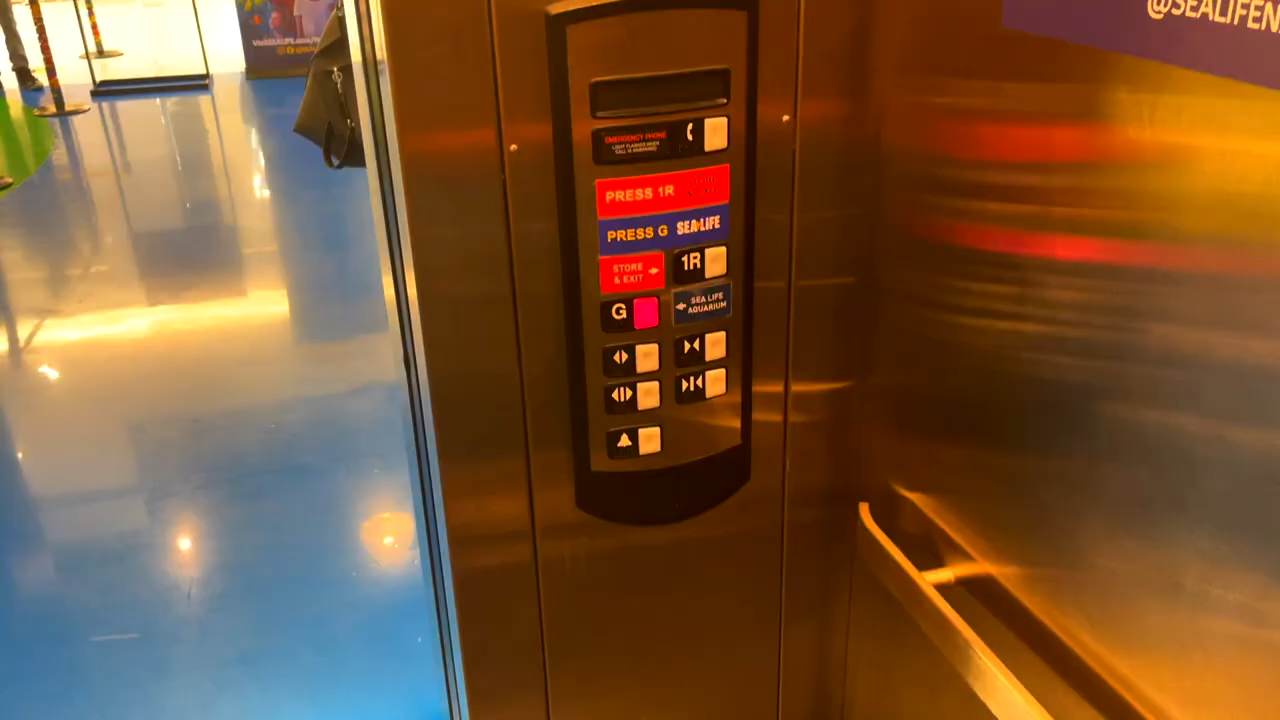 @SEALIFEN
EMERGENCY PHONE
LIGHT FLASHES WHEN
CALL IS ANSWERED
PRESS 1R
PRESS G SEA LIFE
STORE
& EXIT
1R
G
SEA LIFE
AQUARIUM